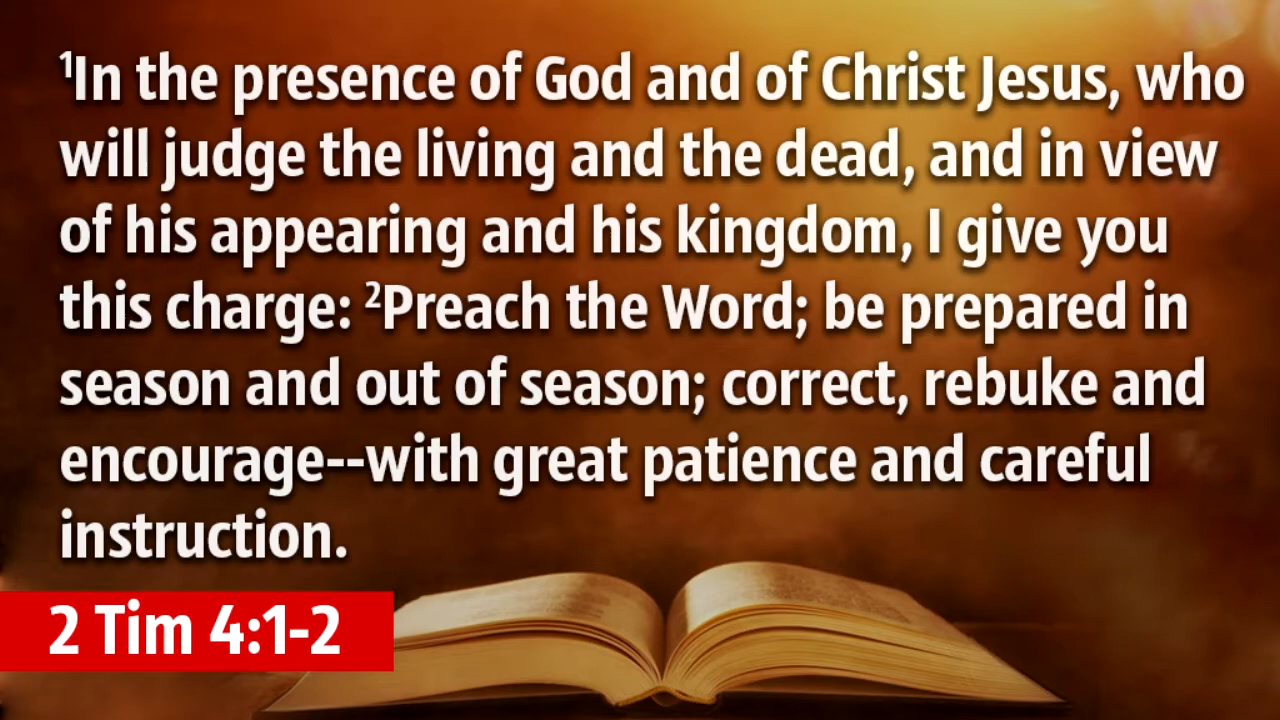 ¹In the presence of God and of Christ Jesus, who
will judge the living and the dead, and in view
of his appearing and his kingdom, I give you
this charge: ²Preach the Word; be prepared in
season and out of season; correct, rebuke and
encourage--with great patience and careful
instruction.
2 Tim 4:1-2